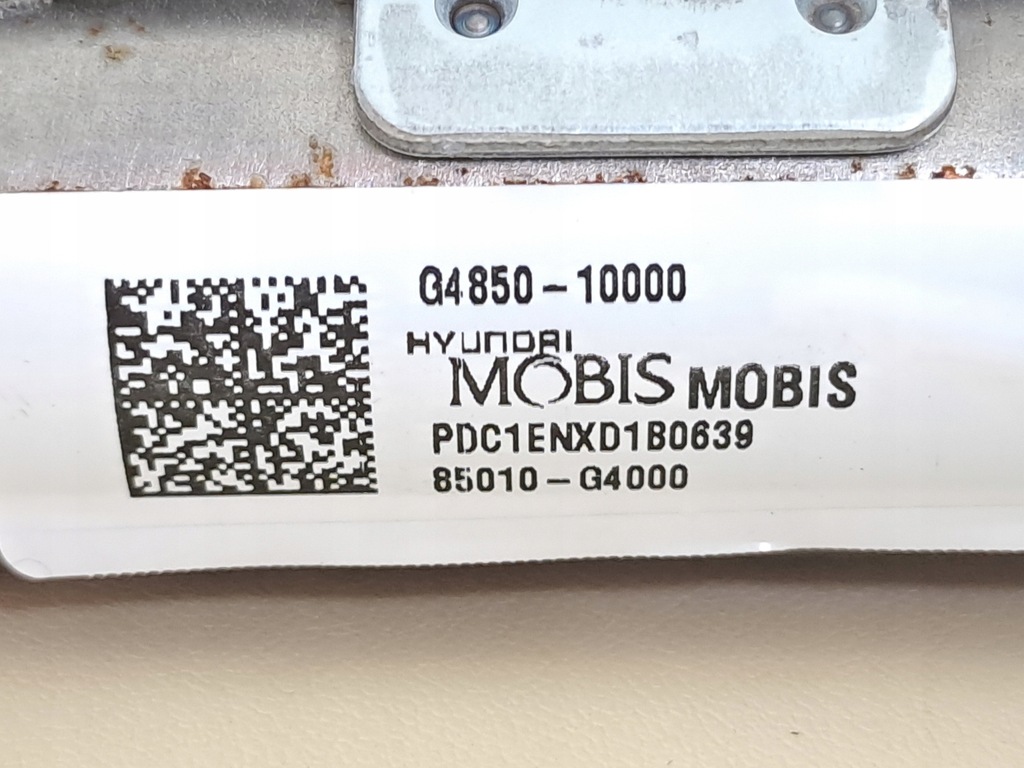 G4850-10000
HYUNDAI
MOBIS MOBIS
PDC1ENXD1B0639
85010-G4000